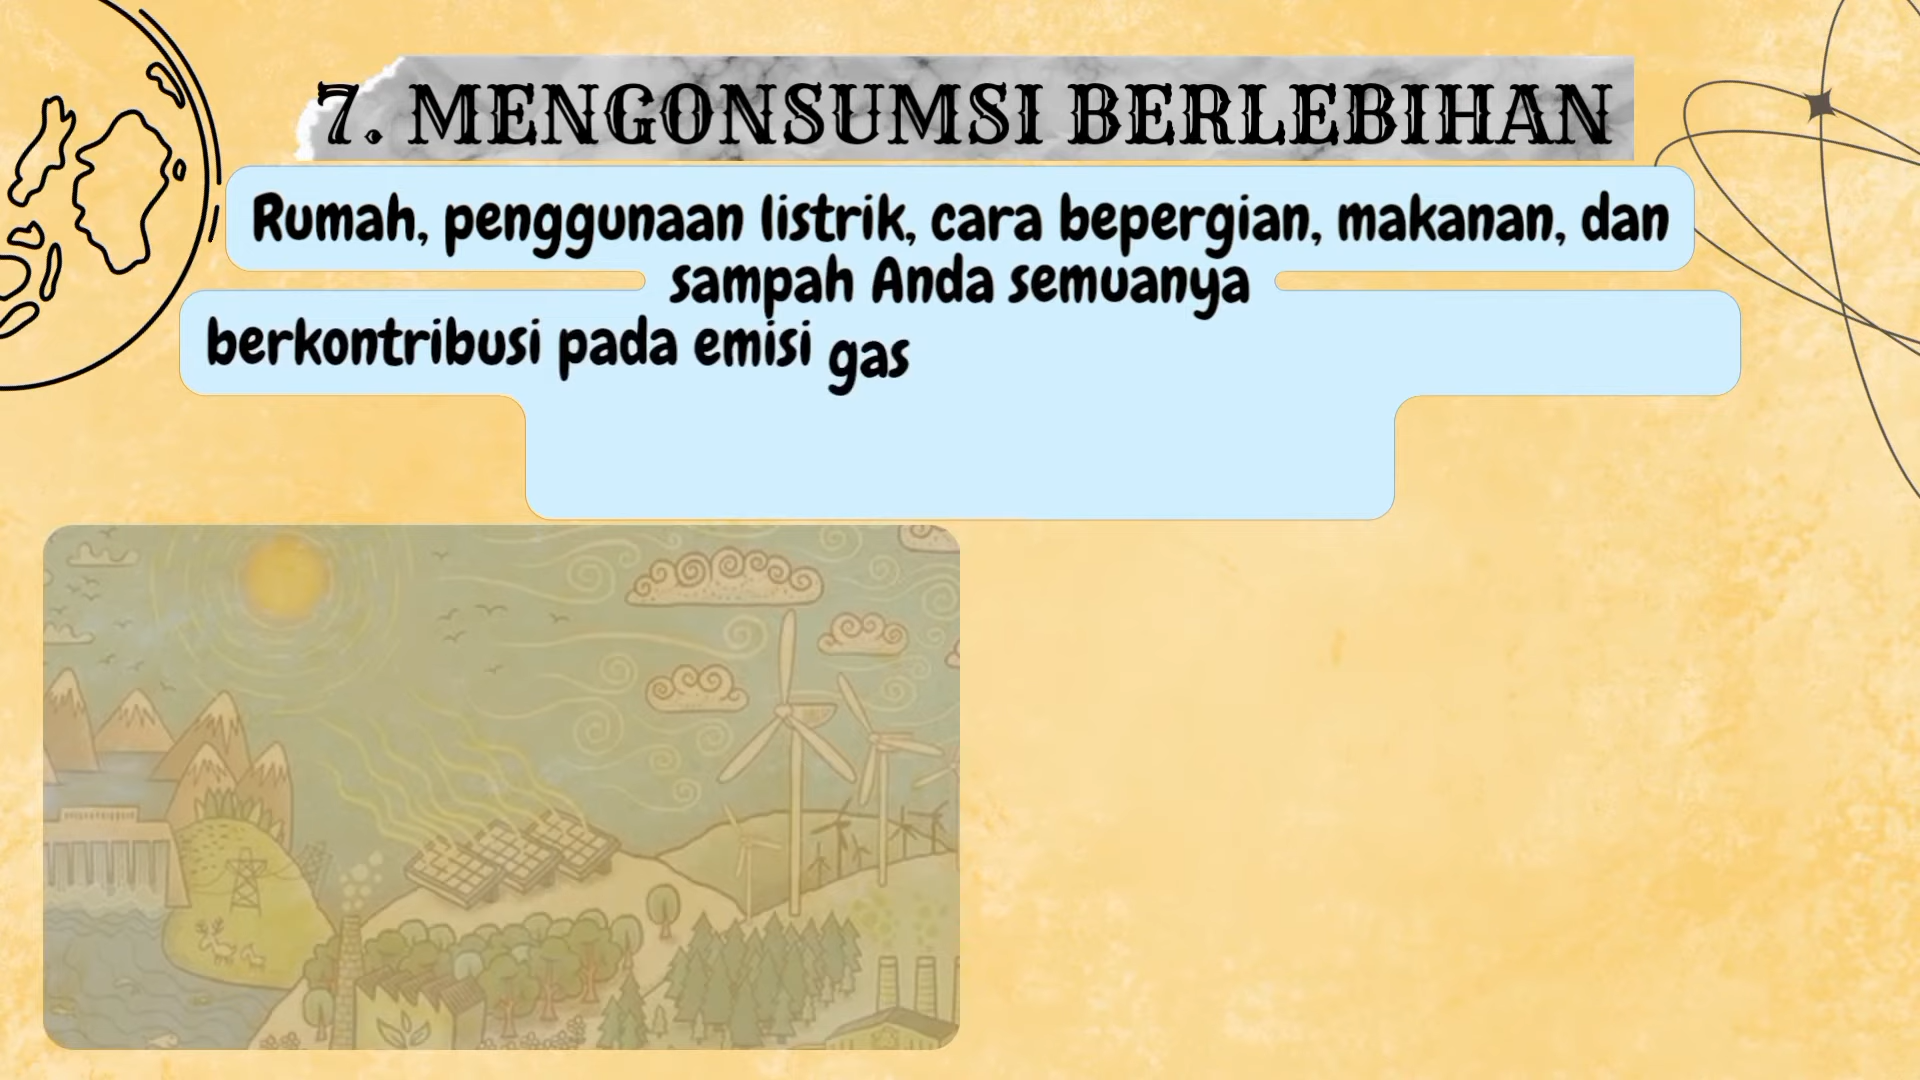 7. MENGONSUMSI BERLEBIHAN
Rumah, penggunaan listrik, cara bepergian, makanan, dan
sampah Anda semuanya
berkontribusi pada emisi gas